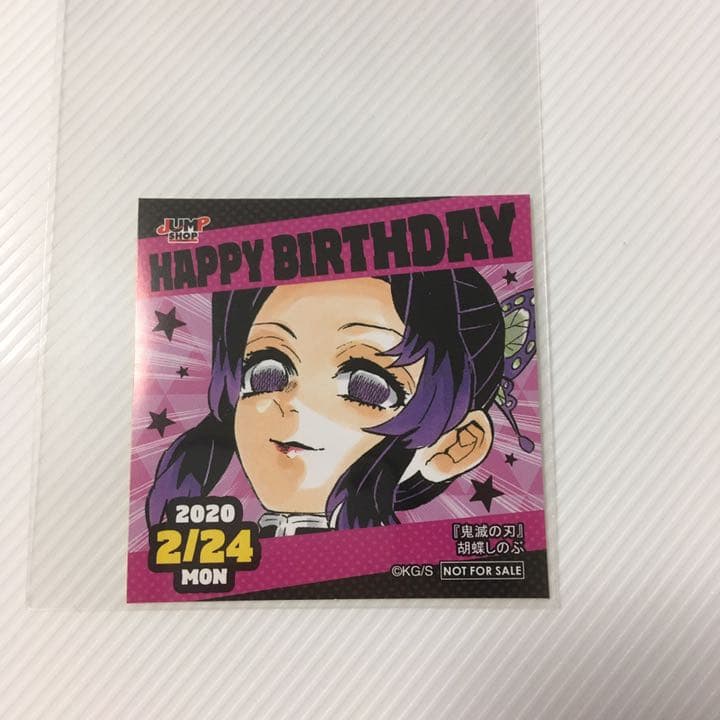 JUMP
SHOP
HAPPY BIRTHDAY
2020
2/24
MON
『鬼滅の刃』
胡蝶しのぶ
©KG/S NOT FOR SALE